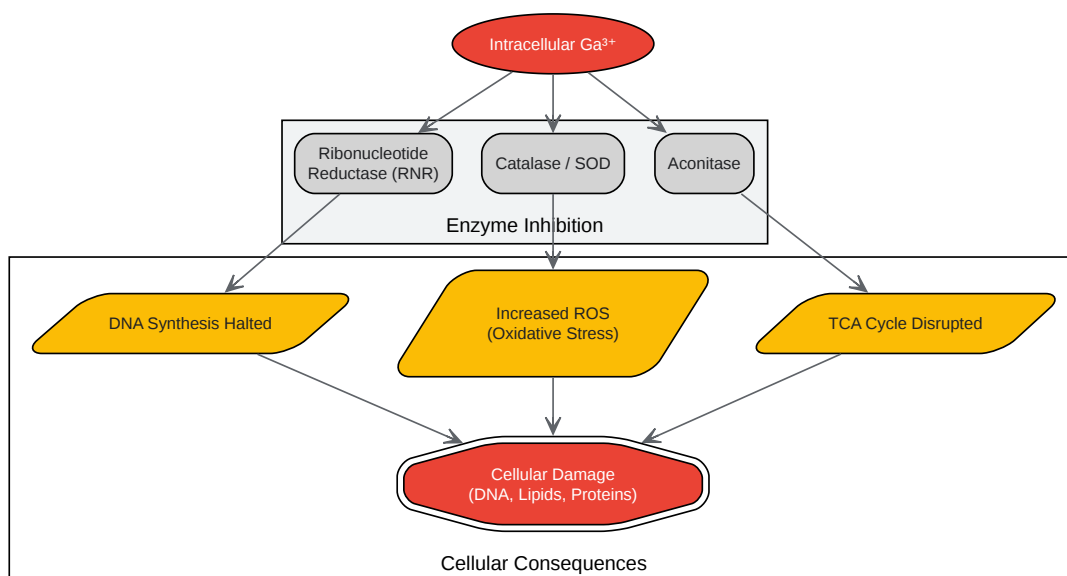 Intracellular Ga³⁺
Ribonucleotide
Reductase (RNR)
Catalase / SOD
Aconitase
Enzyme Inhibition
DNA Synthesis Halted
Increased ROS
(Oxidative Stress)
TCA Cycle Disrupted
Cellular Damage
(DNA, Lipids, Proteins)
Cellular Consequences